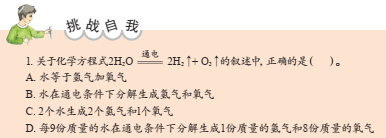 挑战自我
1. 关于化学方程式2H₂O ══通电══ 2H₂↑+ O₂↑的叙述中, 正确的是( )。
A. 水等于氢气加氧气
B. 水在通电条件下分解生成氢气和氧气
C. 2个水生成2个氢气和1个氧气
D. 每9份质量的水在通电条件下分解生成1份质量的氢气和8份质量的氧气